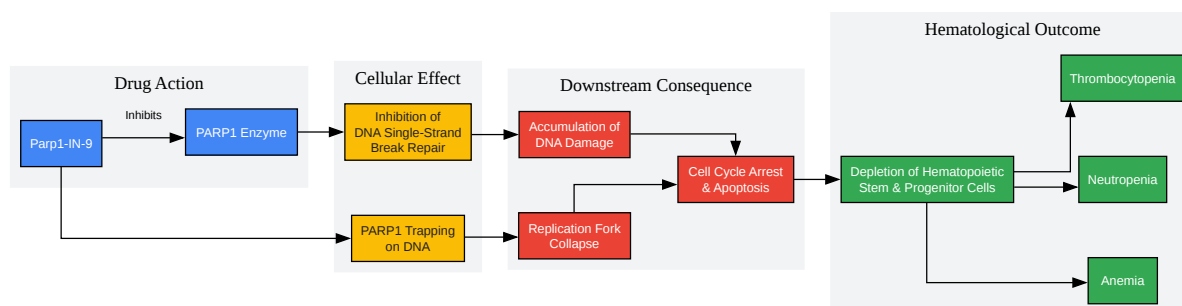 Drug Action
Parp1-IN-9
Inhibits
PARP1 Enzyme
Cellular Effect
Inhibition of
DNA Single-Strand
Break Repair
PARP1 Trapping
on DNA
Downstream Consequence
Accumulation of
DNA Damage
Replication Fork
Collapse
Cell Cycle Arrest
& Apoptosis
Hematological Outcome
Depletion of Hematopoietic
Stem & Progenitor Cells
Thrombocytopenia
Neutropenia
Anemia